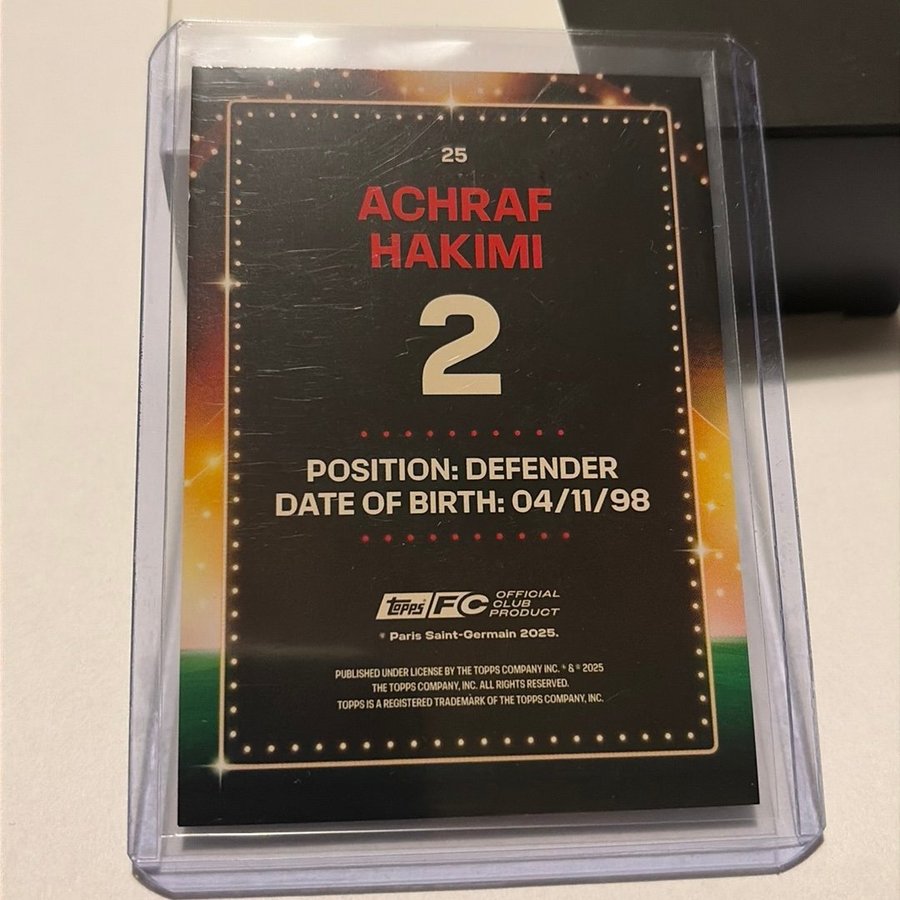 25
ACHRAF
HAKIMI
2
POSITION: DEFENDER
DATE OF BIRTH: 04/11/98
topps FC OFFICIAL
CLUB
PRODUCT
® Paris Saint-Germain 2025.
PUBLISHED UNDER LICENSE BY THE TOPPS COMPANY INC. ® & © 2025
THE TOPPS COMPANY, INC. ALL RIGHTS RESERVED.
TOPPS IS A REGISTERED TRADEMARK OF THE TOPPS COMPANY, INC.